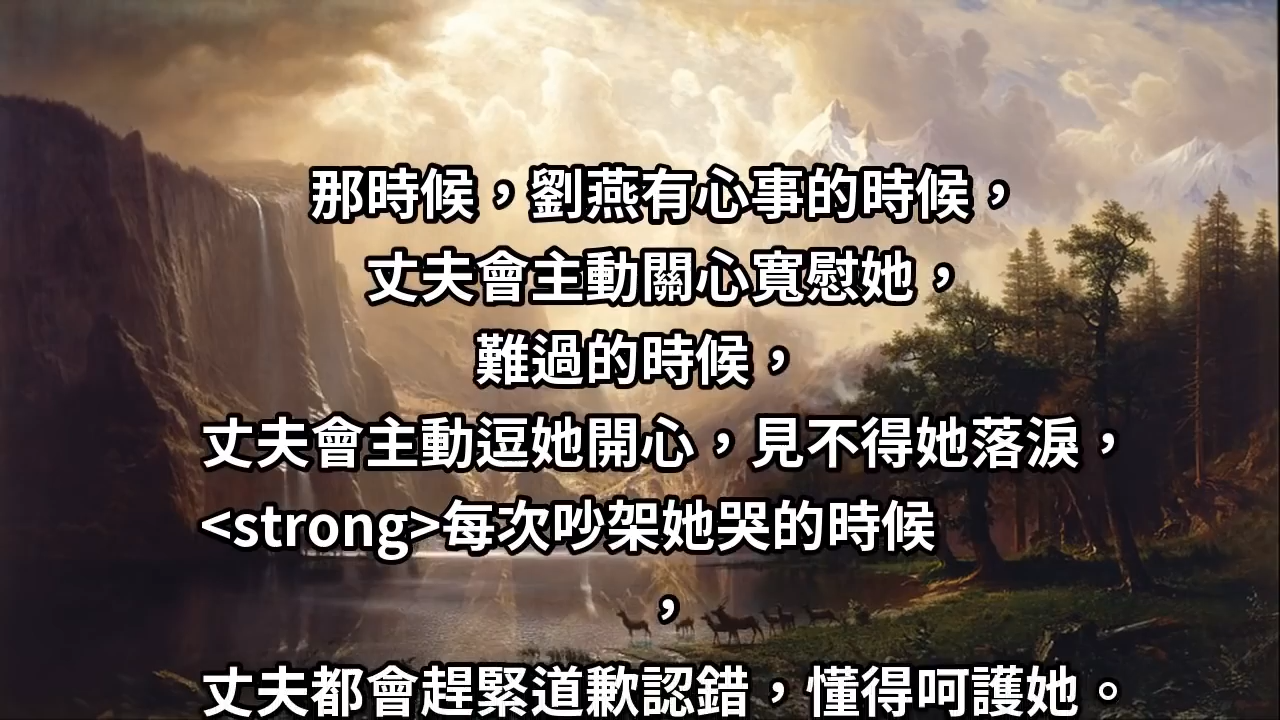 那時候，劉燕有心事的時候，
丈夫會主動關心寬慰她，
難過的時候，
丈夫會主動逗她開心，見不得她落淚，
<strong>每次吵架她哭的時候
，
丈夫都會趕緊道歉認錯，懂得呵護她。